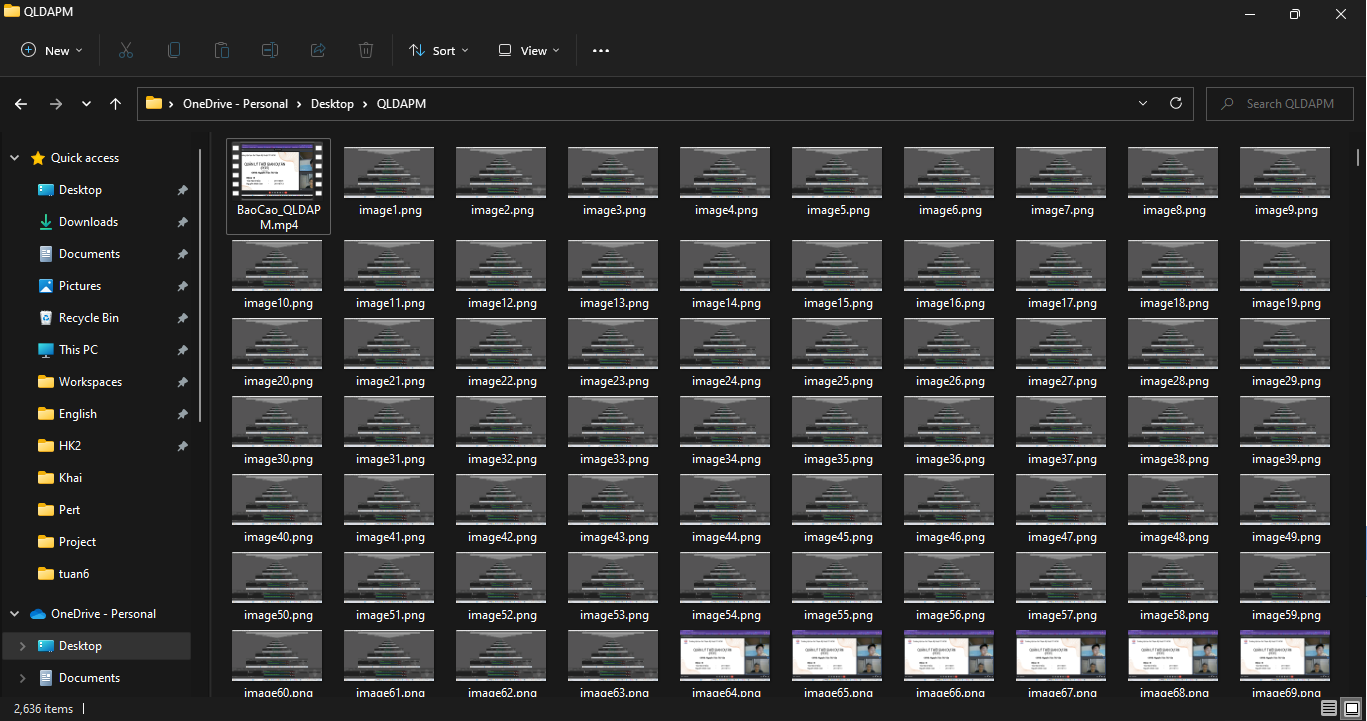 QLDAPM
New
Sort
View
OneDrive - Personal
Desktop
QLDAPM
Search QLDAPM
Quick access
Desktop
Downloads
Documents
Pictures
Recycle Bin
This PC
Workspaces
English
HK2
Khai
Pert
Project
tuan6
OneDrive - Personal
Desktop
Documents
BaoCao_QLDAP
M.mp4
image1.png
image2.png
image3.png
image4.png
image5.png
image6.png
image7.png
image8.png
image9.png
image10.png
image11.png
image12.png
image13.png
image14.png
image15.png
image16.png
image17.png
image18.png
image19.png
image20.png
image21.png
image22.png
image23.png
image24.png
image25.png
image26.png
image27.png
image28.png
image29.png
image30.png
image31.png
image32.png
image33.png
image34.png
image35.png
image36.png
image37.png
image38.png
image39.png
image40.png
image41.png
image42.png
image43.png
image44.png
image45.png
image46.png
image47.png
image48.png
image49.png
image50.png
image51.png
image52.png
image53.png
image54.png
image55.png
image56.png
image57.png
image58.png
image59.png
image60.png
image61.png
image62.png
image63.png
image64.png
image65.png
image66.png
image67.png
image68.png
image69.png
2,636 items